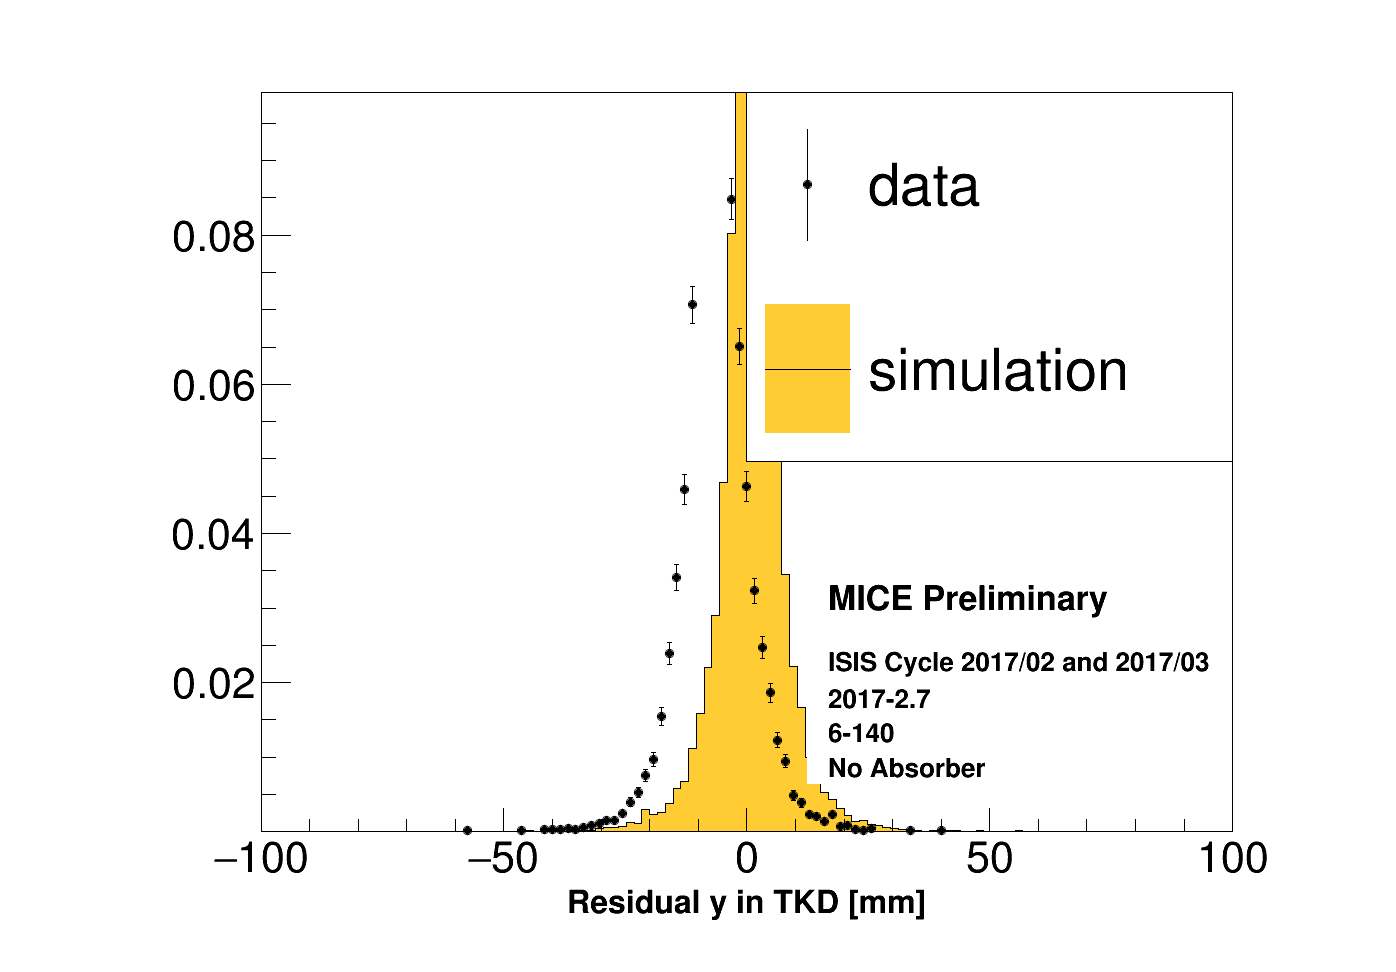 data
simulation
0.08
0.06
0.04
0.02
MICE Preliminary
ISIS Cycle 2017/02 and 2017/03
2017-2.7
6-140
No Absorber
−100 −50 0 50 100
Residual y in TKD [mm]